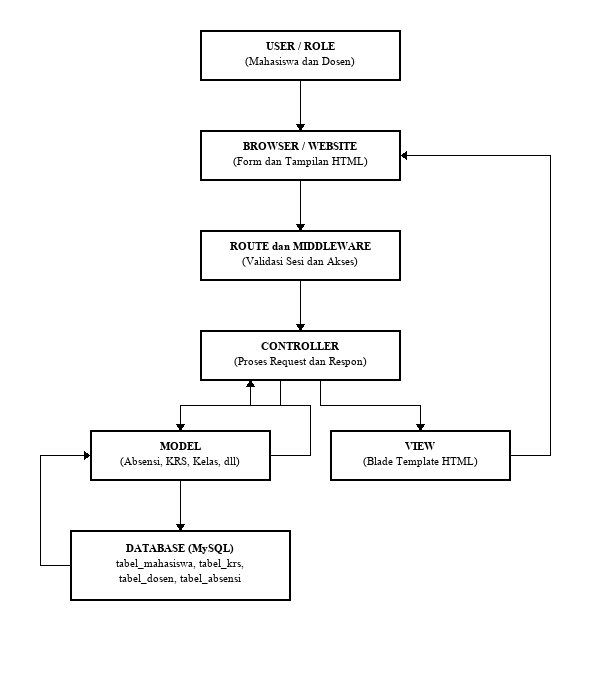 USER / ROLE
(Mahasiswa dan Dosen)
BROWSER / WEBSITE
(Form dan Tampilan HTML)
ROUTE dan MIDDLEWARE
(Validasi Sesi dan Akses)
CONTROLLER
(Proses Request dan Respon)
MODEL
(Absensi, KRS, Kelas, dll)
VIEW
(Blade Template HTML)
DATABASE (MySQL)
tabel_mahasiswa, tabel_krs,
tabel_dosen, tabel_absensi